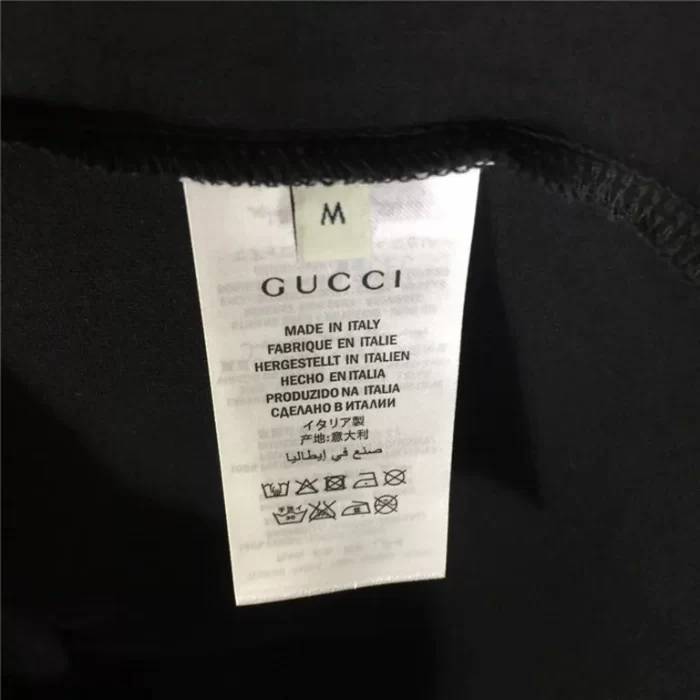 M
GUCCI
MADE IN ITALY
FABRIQUE EN ITALIE
HERGESTELLT IN ITALIEN
HECHO EN ITALIA
PRODUZIDO NA ITALIA
СДЕЛАНО В ИТАЛИИ
イタリア製
产地:意大利
صنع في إيطاليا